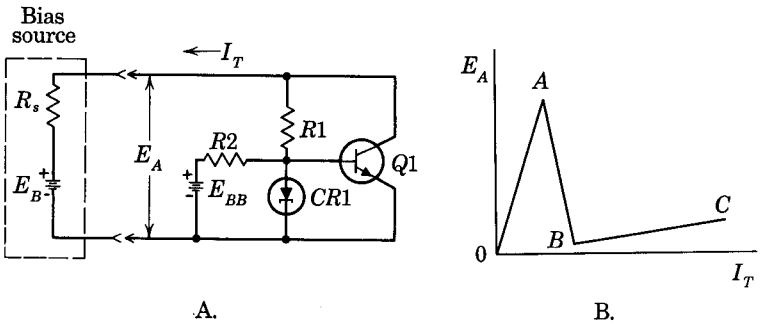 Bias
source
I_T
R_s
E_B
+
-
E_A
R2
+
-
E_BB
R1
CR1
Q1
A.
E_A
A
B
C
0
I_T
B.